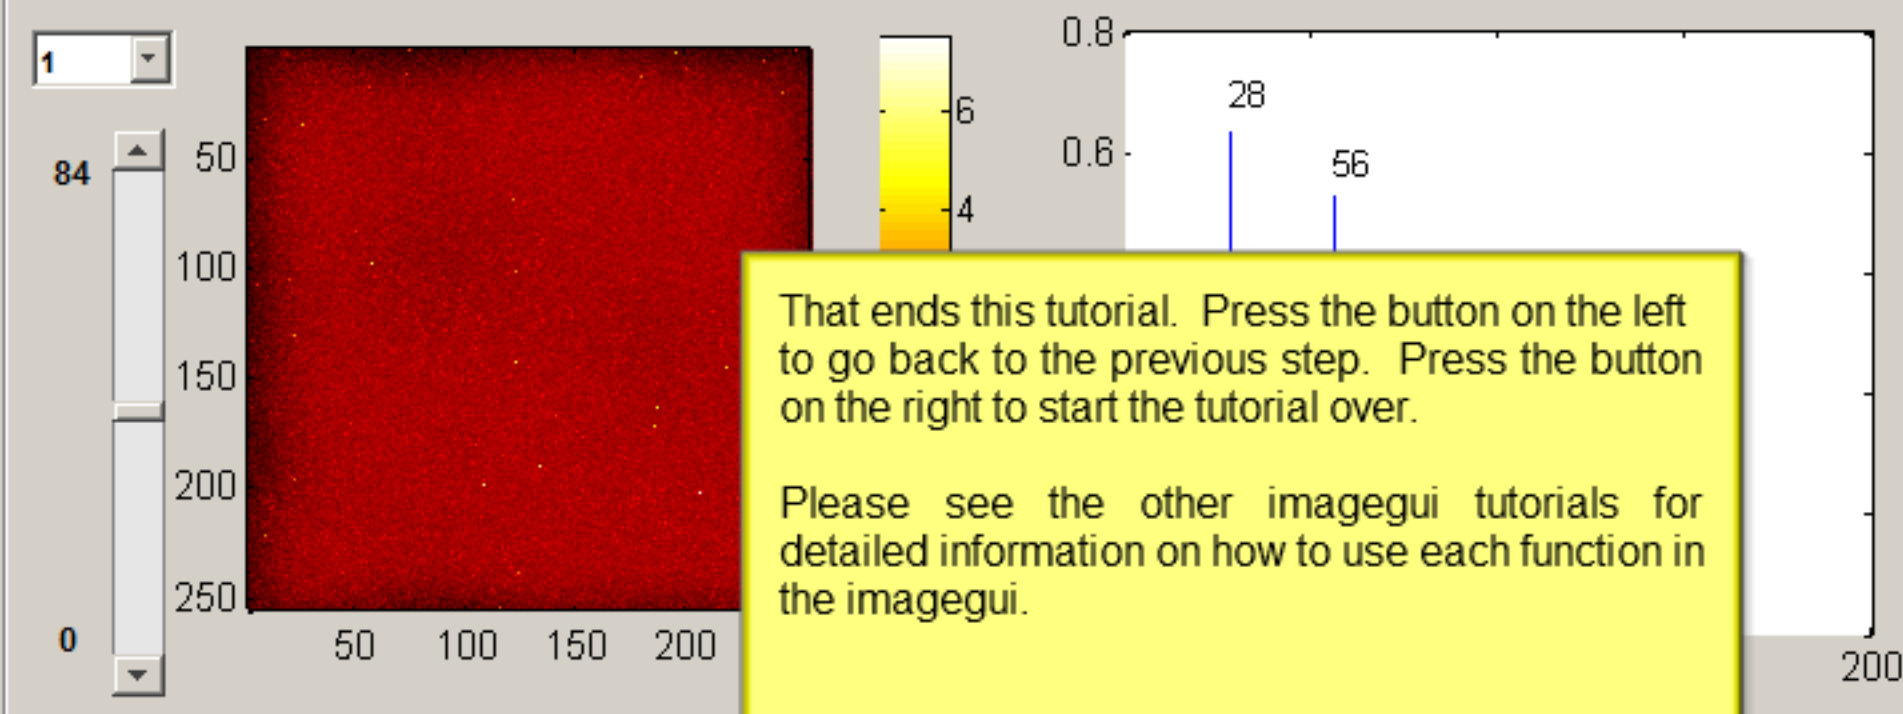 1
84
0
50
100
150
200
250
50 100 150 200
6
4
0.8
0.6
28
56
200
That ends this tutorial. Press the button on the left
to go back to the previous step. Press the button
on the right to start the tutorial over.
Please see the other imagegui tutorials for
detailed information on how to use each function in
the imagegui.